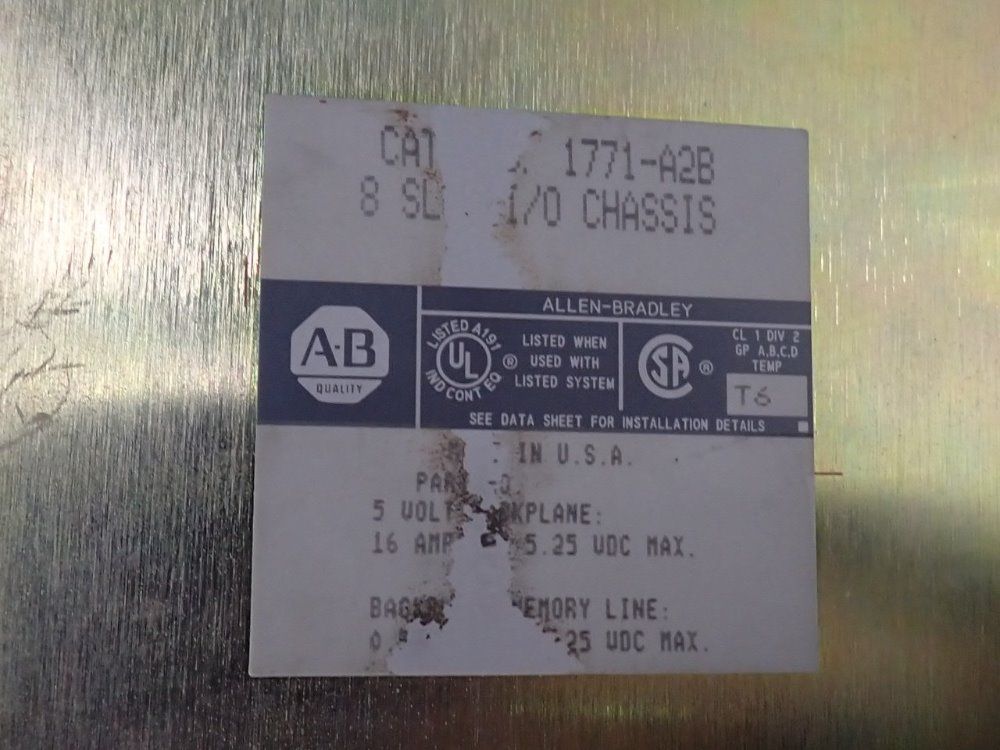 CAT 1771-A2B
8 SL I/O CHASSIS
ALLEN-BRADLEY
A·B
QUALITY
LISTED A191
UL ®
IND CONT EQ
LISTED WHEN
USED WITH
LISTED SYSTEM
SA ®
CL 1 DIV 2
GP A,B,C,D
TEMP
T6
SEE DATA SHEET FOR INSTALLATION DETAILS
IN U.S.A.
5 VOLT KPLANE:
16 AMP 5.25 VDC MAX.
EMORY LINE:
0 25 VDC MAX.